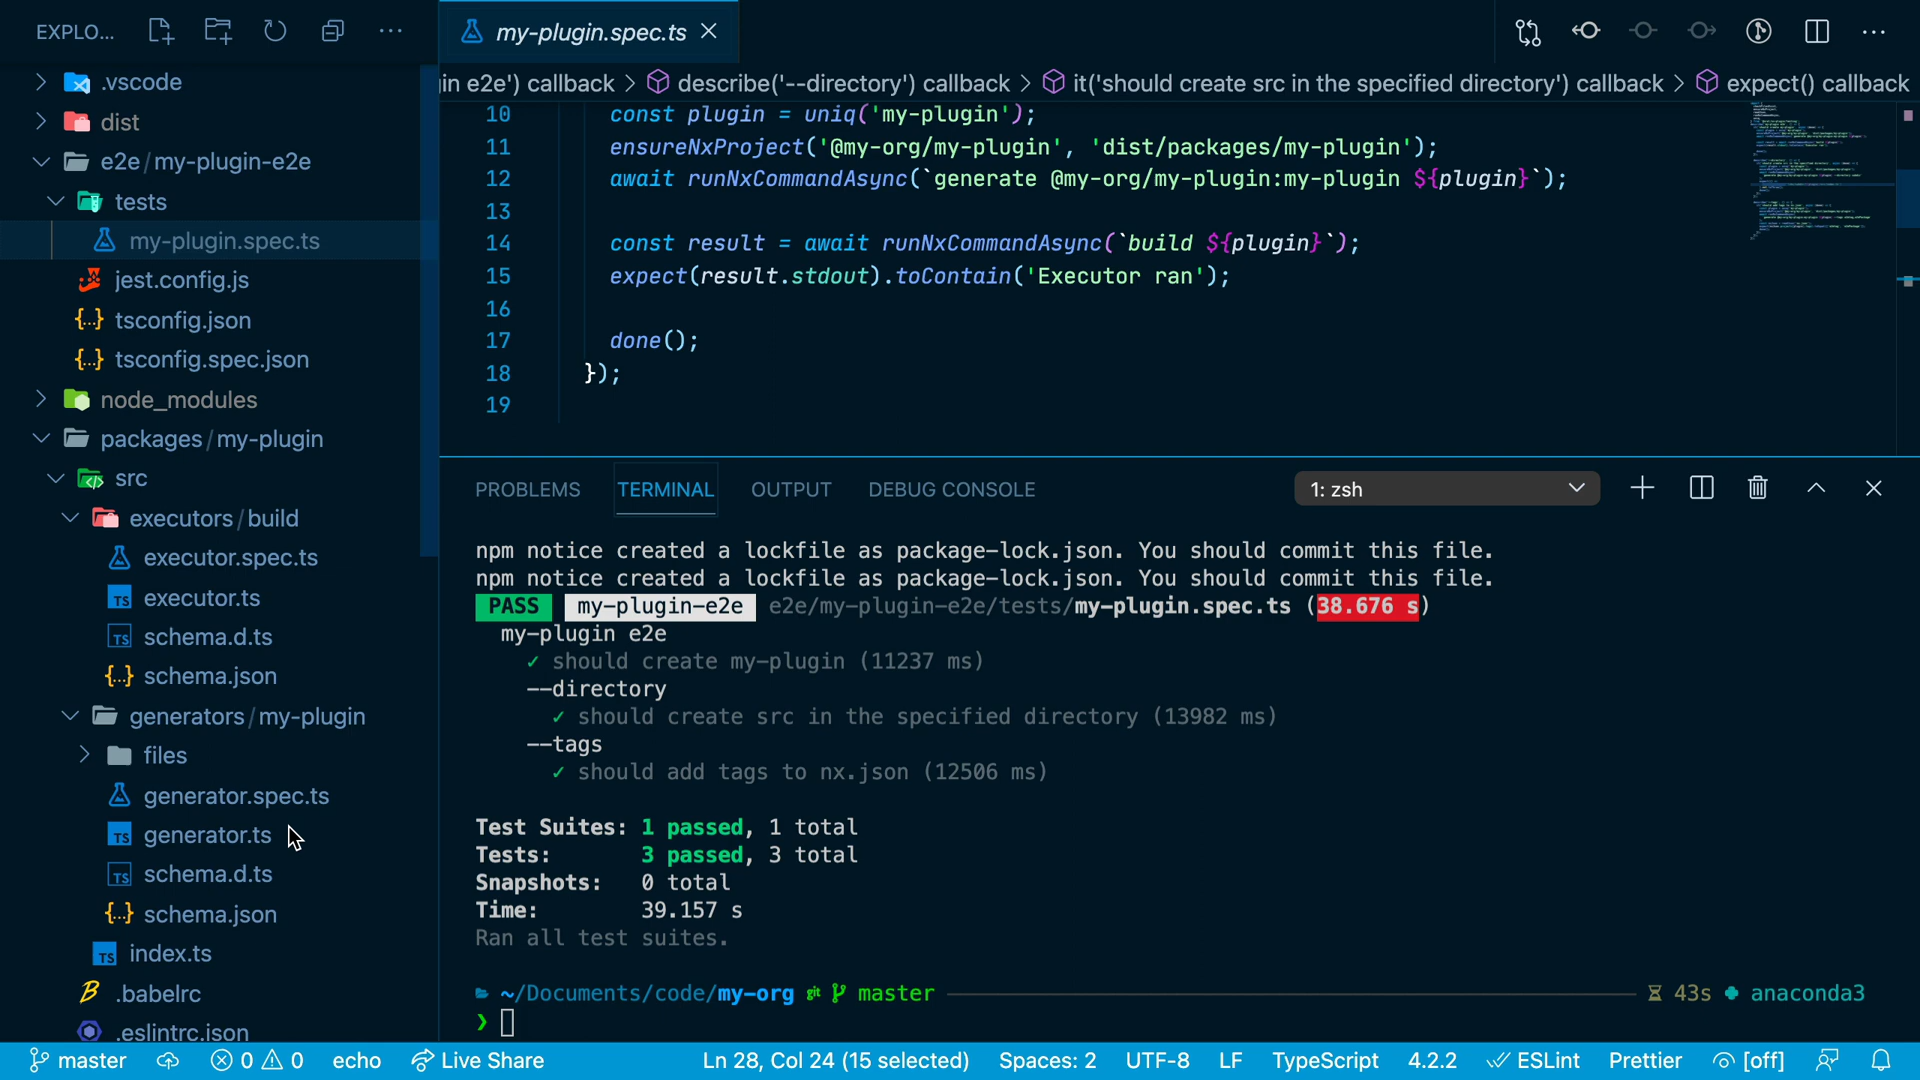 EXPLO...
my-plugin.spec.ts
in e2e') callback > describe('--directory') callback > it('should create src in the specified directory') callback > expect() callback
.vscode
dist
e2e/my-plugin-e2e
tests
my-plugin.spec.ts
jest.config.js
tsconfig.json
tsconfig.spec.json
node_modules
packages/my-plugin
src
executors/build
executor.spec.ts
executor.ts
schema.d.ts
schema.json
generators/my-plugin
files
generator.spec.ts
generator.ts
schema.d.ts
schema.json
index.ts
.babelrc
.eslintrc.json
10 const plugin = uniq('my-plugin');
11 ensureNxProject('@my-org/my-plugin', 'dist/packages/my-plugin');
12 await runNxCommandAsync(`generate @my-org/my-plugin:my-plugin ${plugin}`);
13
14 const result = await runNxCommandAsync(`build ${plugin}`);
15 expect(result.stdout).toContain('Executor ran');
16
17 done();
18 });
19
PROBLEMS TERMINAL OUTPUT DEBUG CONSOLE 1: zsh
npm notice created a lockfile as package-lock.json. You should commit this file.
npm notice created a lockfile as package-lock.json. You should commit this file.
PASS my-plugin-e2e e2e/my-plugin-e2e/tests/my-plugin.spec.ts (38.676 s)
my-plugin e2e
✓ should create my-plugin (11237 ms)
--directory
✓ should create src in the specified directory (13982 ms)
--tags
✓ should add tags to nx.json (12506 ms)
Test Suites: 1 passed, 1 total
Tests: 3 passed, 3 total
Snapshots: 0 total
Time: 39.157 s
Ran all test suites.
~/Documents/code/my-org git master 43s anaconda3
❯
master 0 0 echo Live Share Ln 28, Col 24 (15 selected) Spaces: 2 UTF-8 LF TypeScript 4.2.2 ESLint Prettier [off]